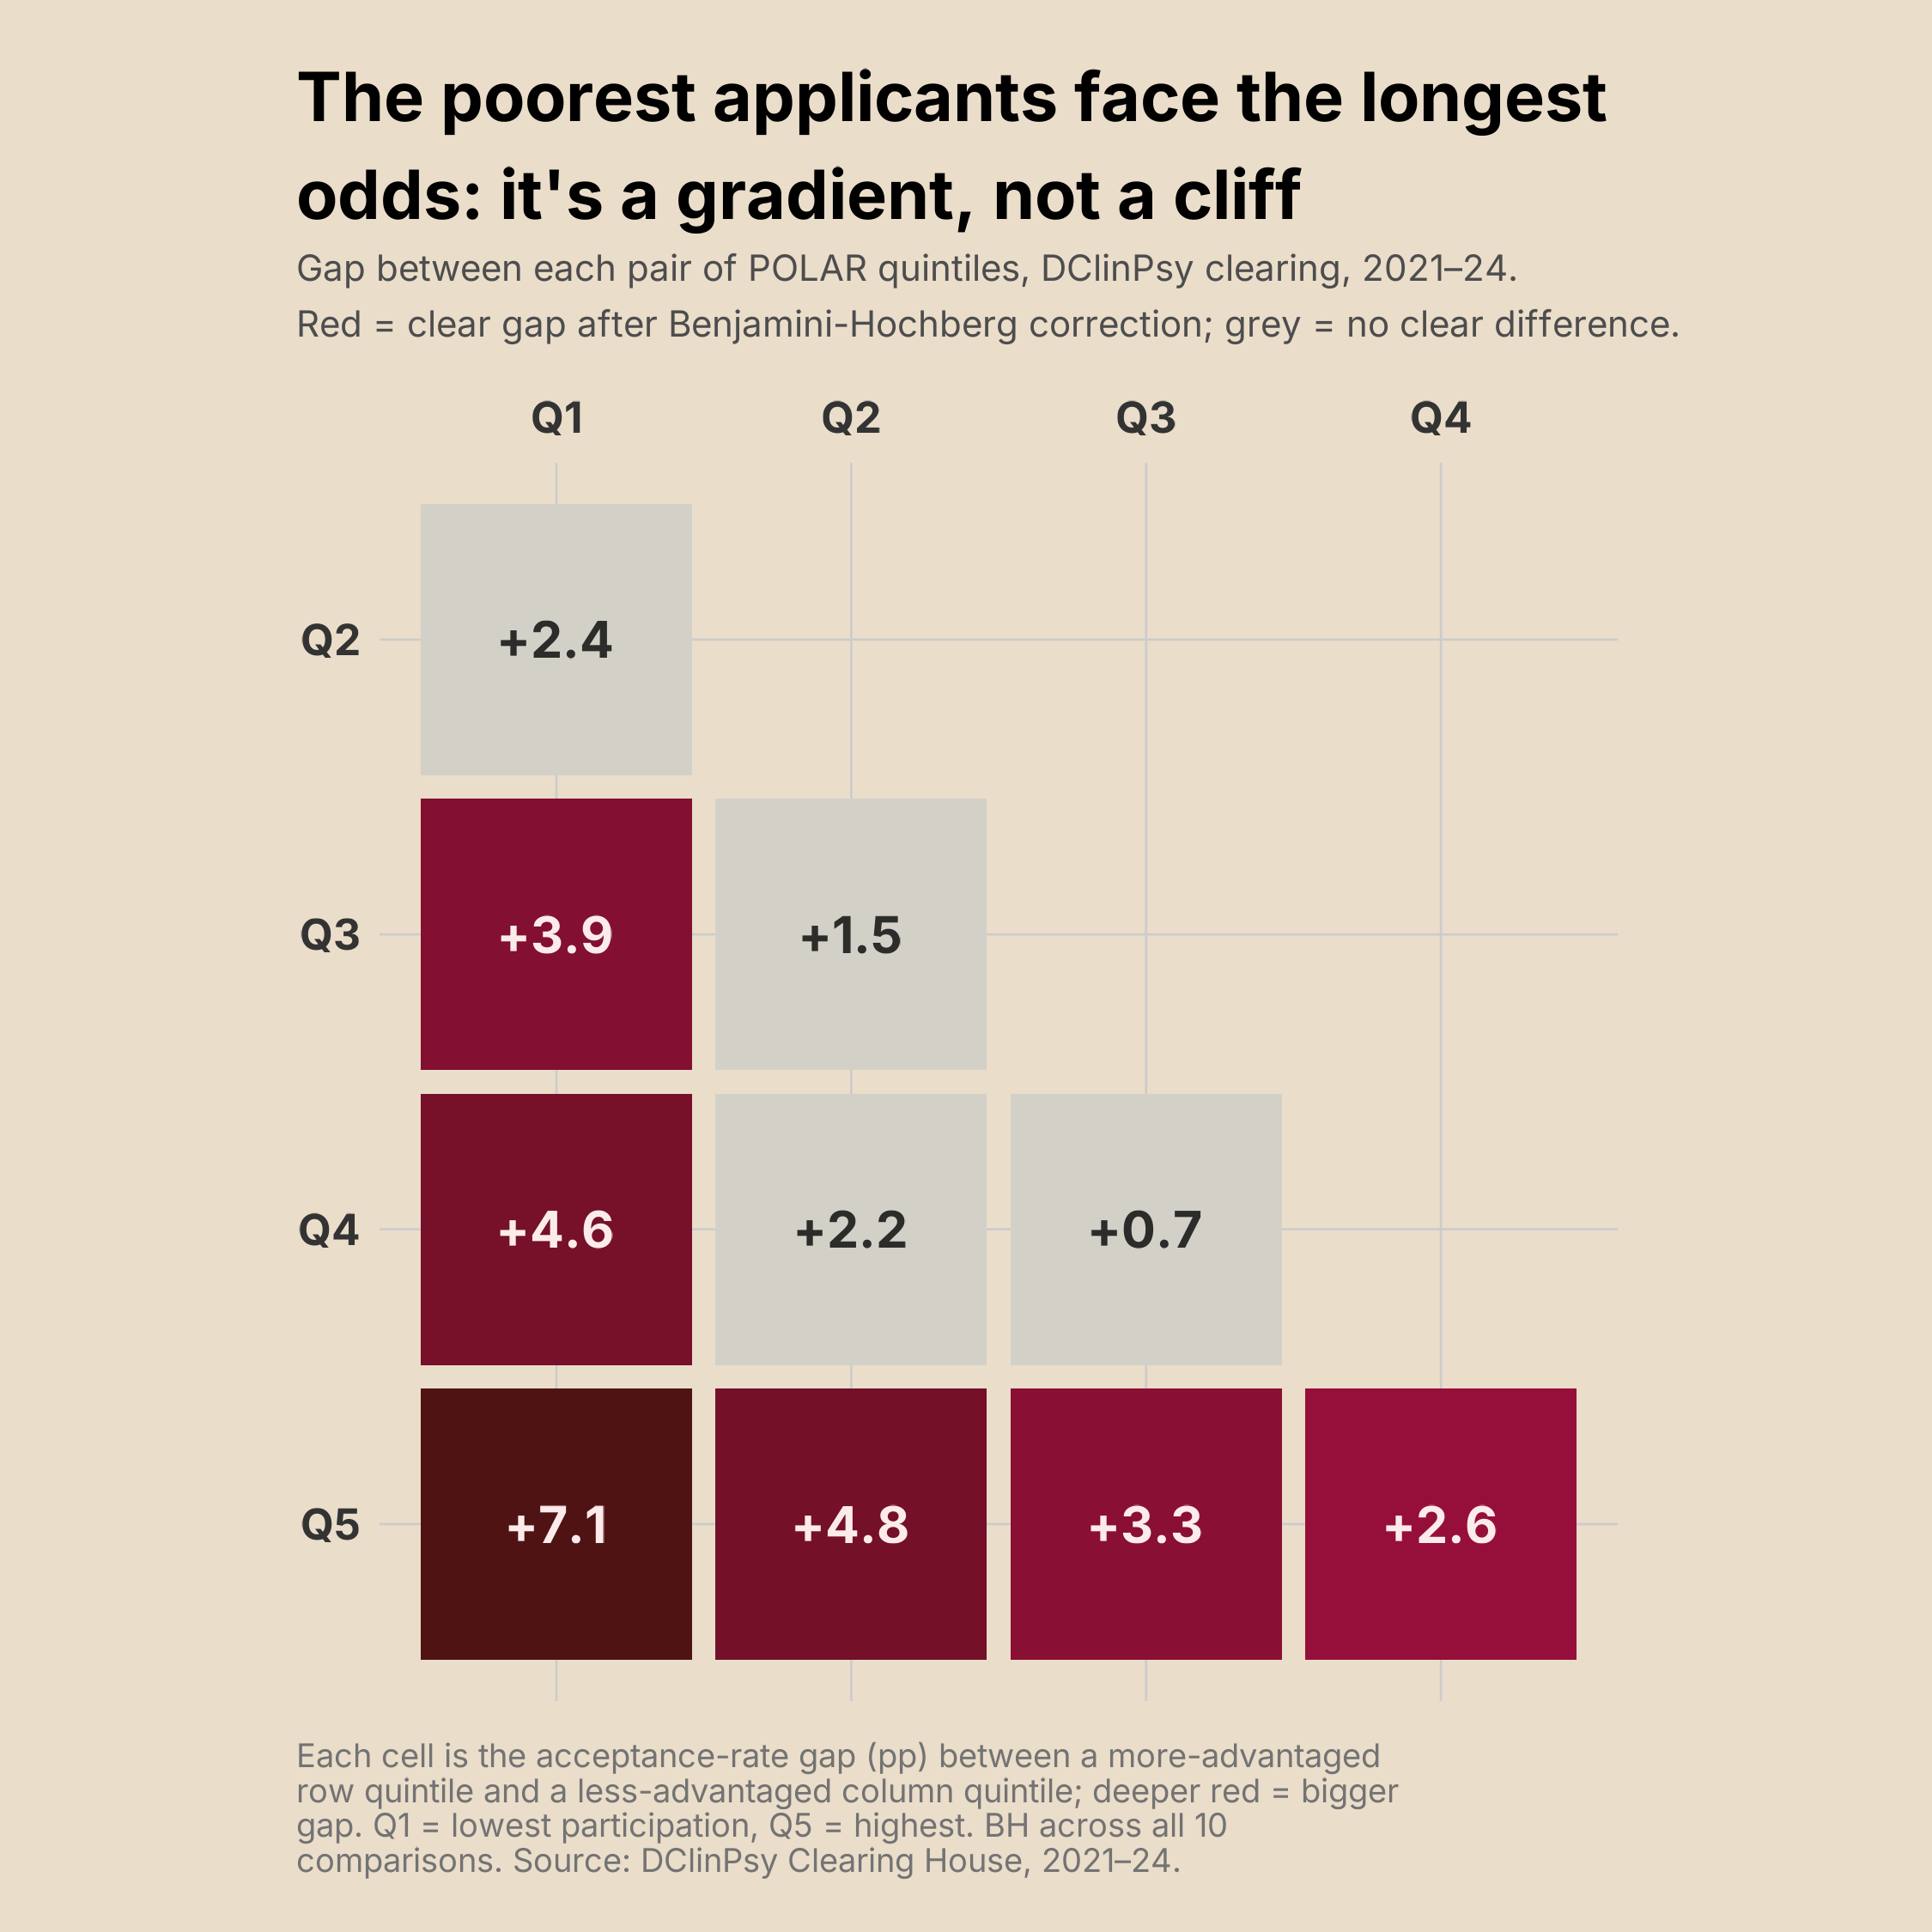 The poorest applicants face the longest
odds: it's a gradient, not a cliff
Gap between each pair of POLAR quintiles, DClinPsy clearing, 2021–24.
Red = clear gap after Benjamini-Hochberg correction; grey = no clear difference.
Q1 Q2 Q3 Q4
Q2 +2.4
Q3 +3.9 +1.5
Q4 +4.6 +2.2 +0.7
Q5 +7.1 +4.8 +3.3 +2.6
Each cell is the acceptance-rate gap (pp) between a more-advantaged
row quintile and a less-advantaged column quintile; deeper red = bigger
gap. Q1 = lowest participation, Q5 = highest. BH across all 10
comparisons. Source: DClinPsy Clearing House, 2021–24.